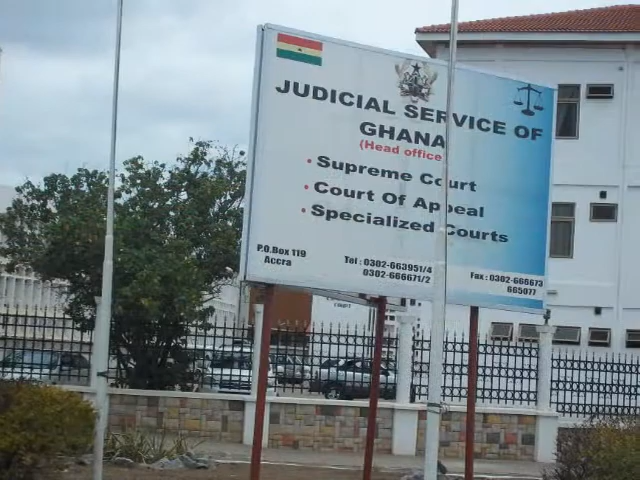 JUDICIAL SERVICE OF
GHANA
(Head office
• Supreme Court
• Court Of Appeal
• Specialized Courts
P.O.Box 119
Accra
Tel : 0302-663951/4
0302-666671/2
Fax : 0302-666673
665077